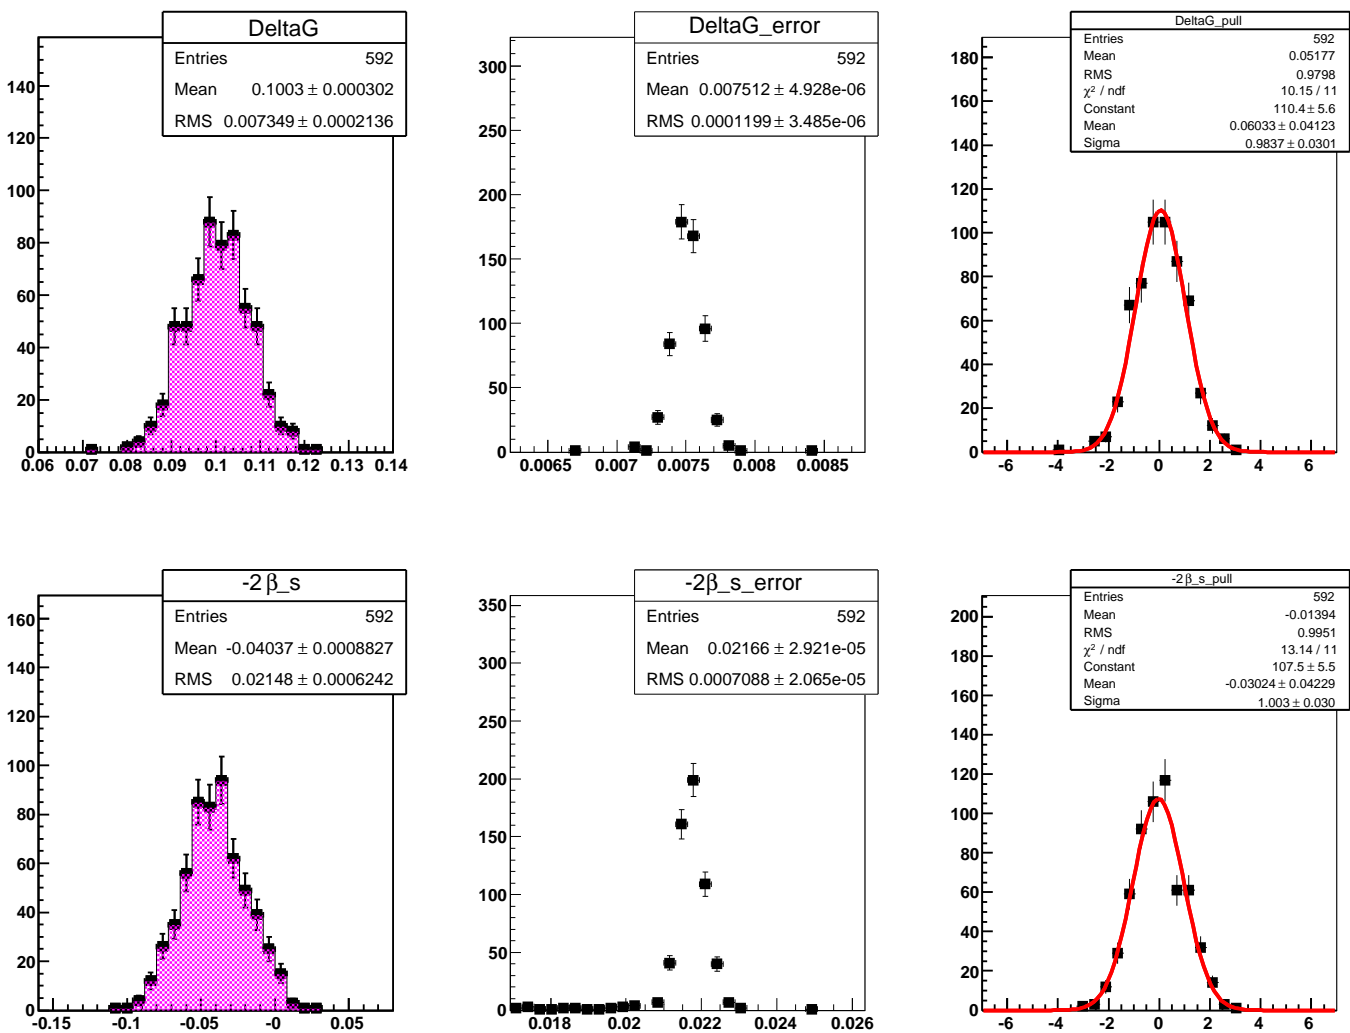 DeltaG
Entries 592
Mean 0.1003 ± 0.000302
RMS 0.007349 ± 0.0002136
140
120
100
80
60
40
20
0
0.06 0.07 0.08 0.09 0.1 0.11 0.12 0.13 0.14
DeltaG_error
Entries 592
Mean 0.007512 ± 4.928e-06
RMS 0.0001199 ± 3.485e-06
300
250
200
150
100
50
0
0.0065 0.007 0.0075 0.008 0.0085
DeltaG_pull
Entries 592
Mean 0.05177
RMS 0.9798
χ² / ndf 10.15 / 11
Constant 110.4 ± 5.6
Mean 0.06033 ± 0.04123
Sigma 0.9837 ± 0.0301
180
160
140
120
100
80
60
40
20
0
-6 -4 -2 0 2 4 6
-2β_s
Entries 592
Mean -0.04037 ± 0.0008827
RMS 0.02148 ± 0.0006242
160
140
120
100
80
60
40
20
0
-0.15 -0.1 -0.05 -0 0.05
-2β_s_error
Entries 592
Mean 0.02166 ± 2.921e-05
RMS 0.0007088 ± 2.065e-05
350
300
250
200
150
100
50
0
0.018 0.02 0.022 0.024 0.026
-2β_s_pull
Entries 592
Mean -0.01394
RMS 0.9951
χ² / ndf 13.14 / 11
Constant 107.5 ± 5.5
Mean -0.03024 ± 0.04229
Sigma 1.003 ± 0.030
200
180
160
140
120
100
80
60
40
20
0
-6 -4 -2 0 2 4 6